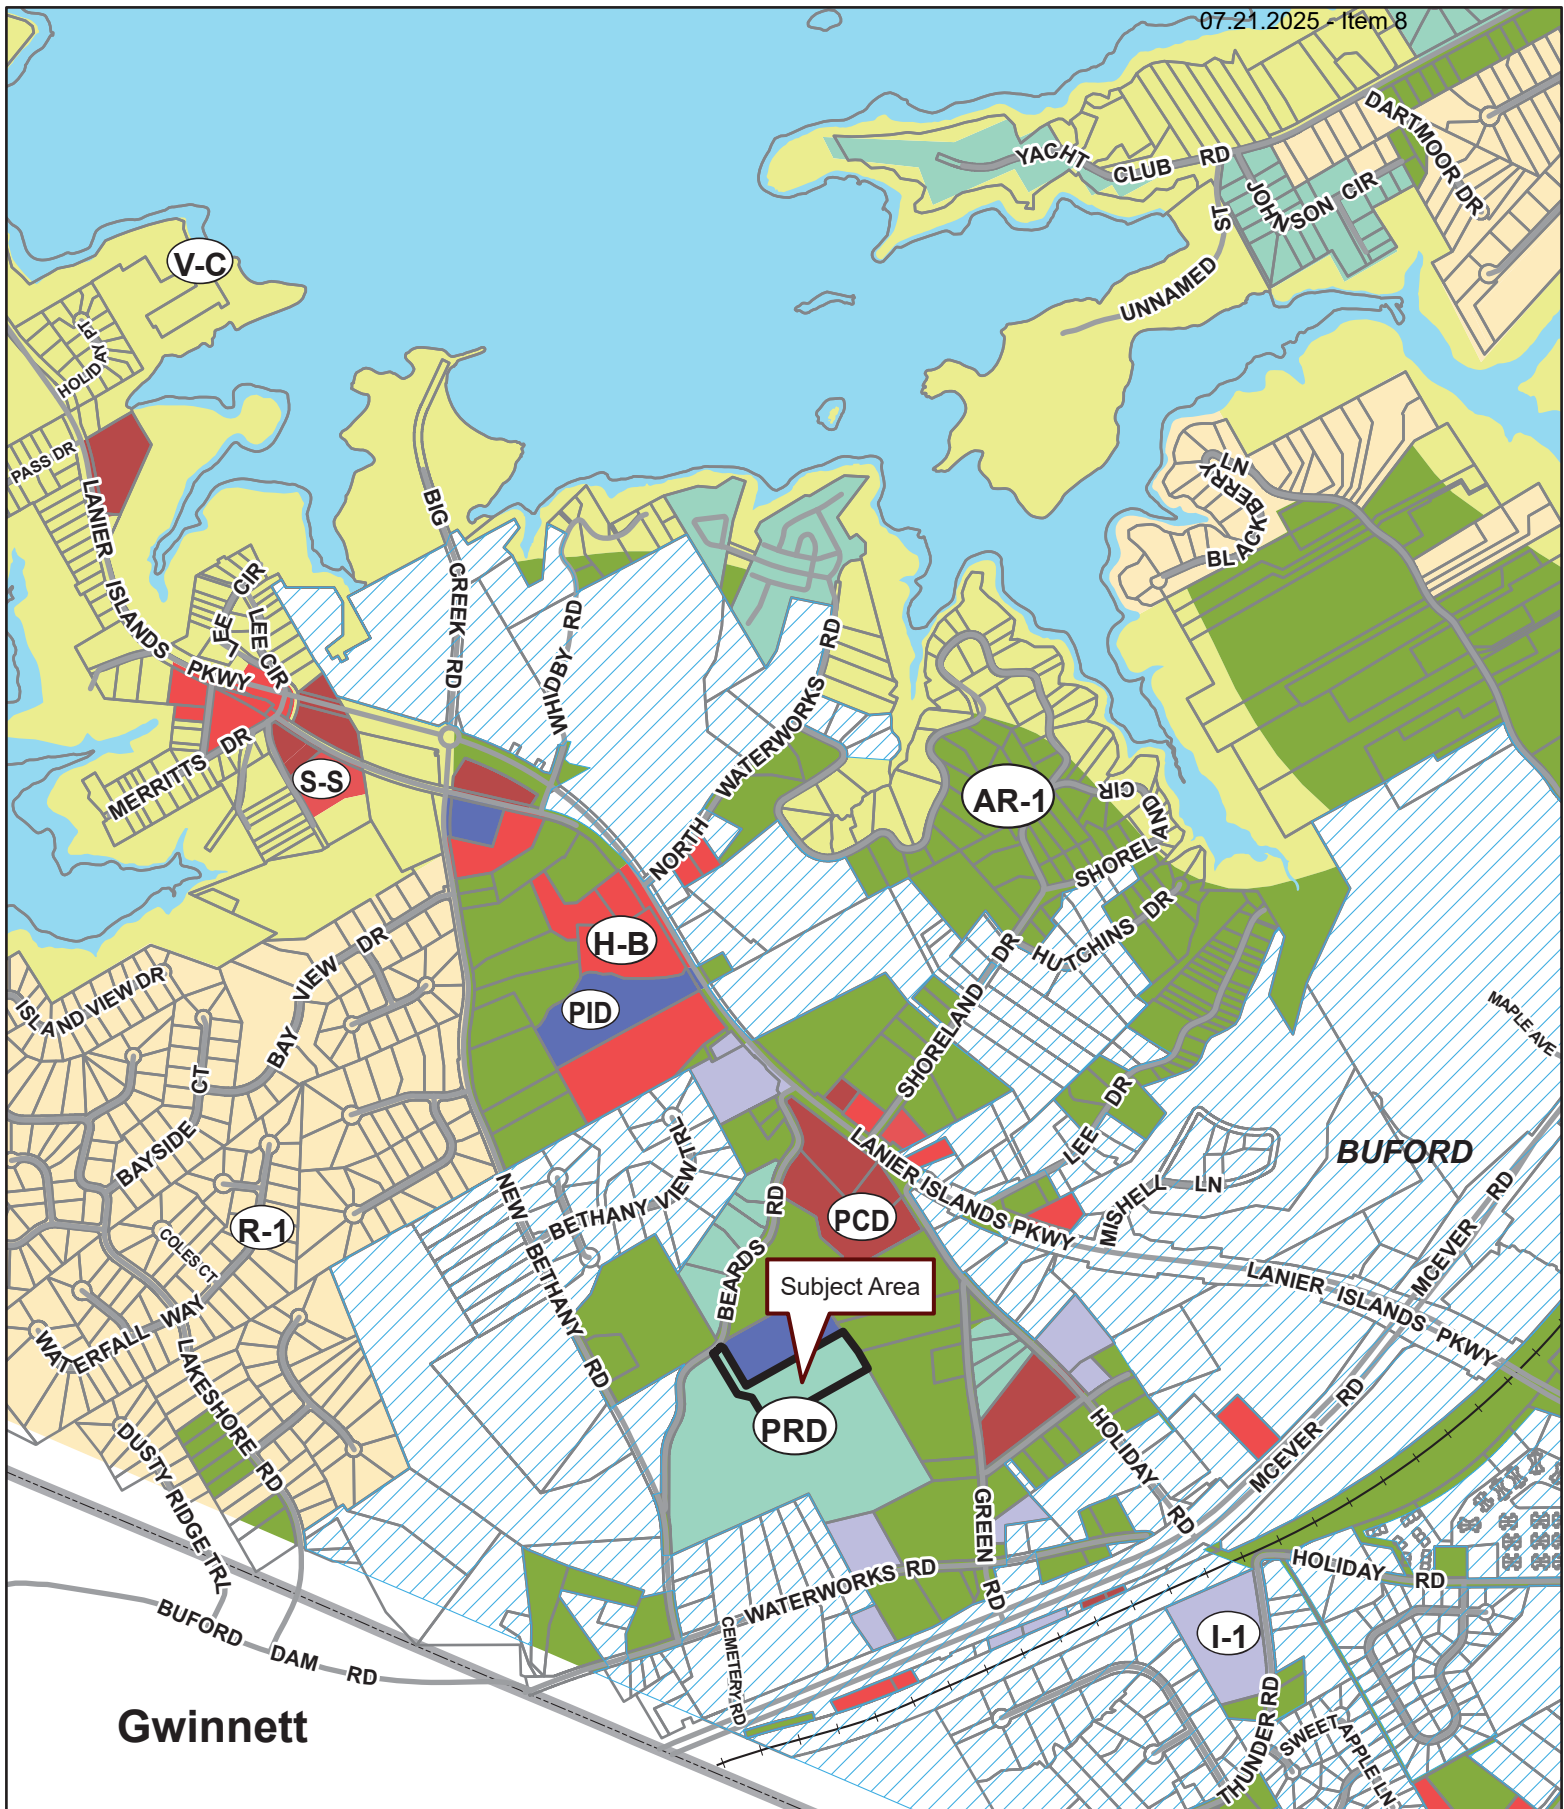 07.21.2025 - Item 8
DARTMOOR DR
YACHT CLUB RD
JOHNSON CIR
UNNAMED ST
V-C
HOLIDAY PT
PASS DR
LANIER ISLANDS PKWY
BIG CREEK RD
BLACKBERRY LN
LEE CIR
LEE CIR
WHIDBY RD
NORTH WATERWORKS RD
MERRITTS DR
S-S
AR-1
SHORELAND CIR
HUTCHINS DR
H-B
ISLAND VIEW DR
BAY VIEW DR
PID
SHORELAND DR
MAPLE AVE
BAYSIDE CT
LEE DR
LANIER ISLANDS PKWY
BUFORD
NEW BETHANY RD
BETHANY VIEW TRL
BEARDS RD
PCD
MISHELL LN
R-1
COLES CT
MCEVER RD
LANIER ISLANDS PKWY
Subject Area
WATERFALL WAY
LAKESHORE RD
PRD
HOLIDAY RD
MCEVER RD
DUSTY RIDGE TRL
GREEN RD
WATERWORKS RD
HOLIDAY RD
BUFORD DAM RD
CEMETERY RD
I-1
THUNDER RD
SWEET APPLE LN
Gwinnett